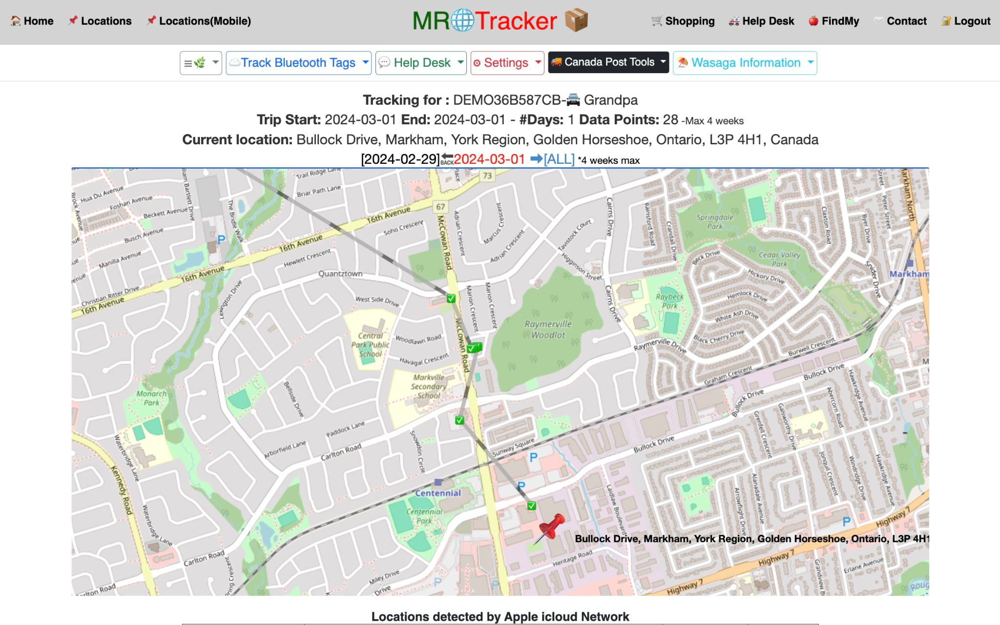 Home Locations Locations(Mobile) MR Tracker Shopping Help Desk FindMy Contact Logout
Track Bluetooth Tags Help Desk Settings Canada Post Tools Wasaga Information
Tracking for : DEMO36B587CB- Grandpa
Trip Start: 2024-03-01 End: 2024-03-01 - #Days: 1 Data Points: 28 -Max 4 weeks
Current location: Bullock Drive, Markham, York Region, Golden Horseshoe, Ontario, L3P 4H1, Canada
[2024-02-29] BACK 2024-03-01 [ALL] *4 weeks max
Trail Ridge Lane
73
Hua Du Avenue
Briar Path Lane
Foshan Avenue
67
Beckett Avenue
The Bridle Walk
16th Avenue
McCowan Road
Adrian Crescent
Marcus Crescent
Cairns Drive
Rainsford Road
Crandall Drive
Springdale
Park
Claxton Road
Peter Street
Byer Drive
Markham North
Soho Crescent
Tavistock Court
Busch Avenue
P
16th Avenue
Adrian Crescent
Manilla Avenue
Hewlett Crescent
Higginson Street
Beck Drive
Cedar Valley
Park
Snider Drive
16th Avenue
Quantztown
Hickory Drive
Markham
Christian Ritter Drive
16th Avenue
Lexington Drive
West Side Drive
Marion Crescent
Marion Crescent
Cairns Drive
Raybeck
Park
Hemlock Drive
McCowan Road
Raymerville
Woodlot
White Ash Drive
Central
Park Public
School
Woodlawn Road
Black Cherry Drive
Raymerville Drive
Burwell Crescent
Havagal Crescent
Graham Crescent
Bullock Drive
Markville
Secondary
School
Monarch
Park
Bellside Drive
Bullock Drive
Hawkridge Avenue
Abercorn Road
Galsworthy Drive
Grenfell Crescent
Paddock Lane
Snowdon Circle
Waterbridge Lane
Arborfield Lane
Carlton Road
Sunway Square
Bullock Drive
P
Jonquil Crescent
Windridge Drive
Hawkridge Avenue
Kennedy Road
Centennial
P
Laidlaw Boulevard
Arrowflight Drive
Alanadale Avenue
Centennial
Park
Waterbridge Lane
P
Highway 7
Bullock Drive, Markham, York Region, Golden Horseshoe, Ontario, L3P 4H1
Carlton Road
Heritage Road
Highway 7
Erlane Avenue
Miley Drive
P
P
Highway 7
Locations detected by Apple icloud Network